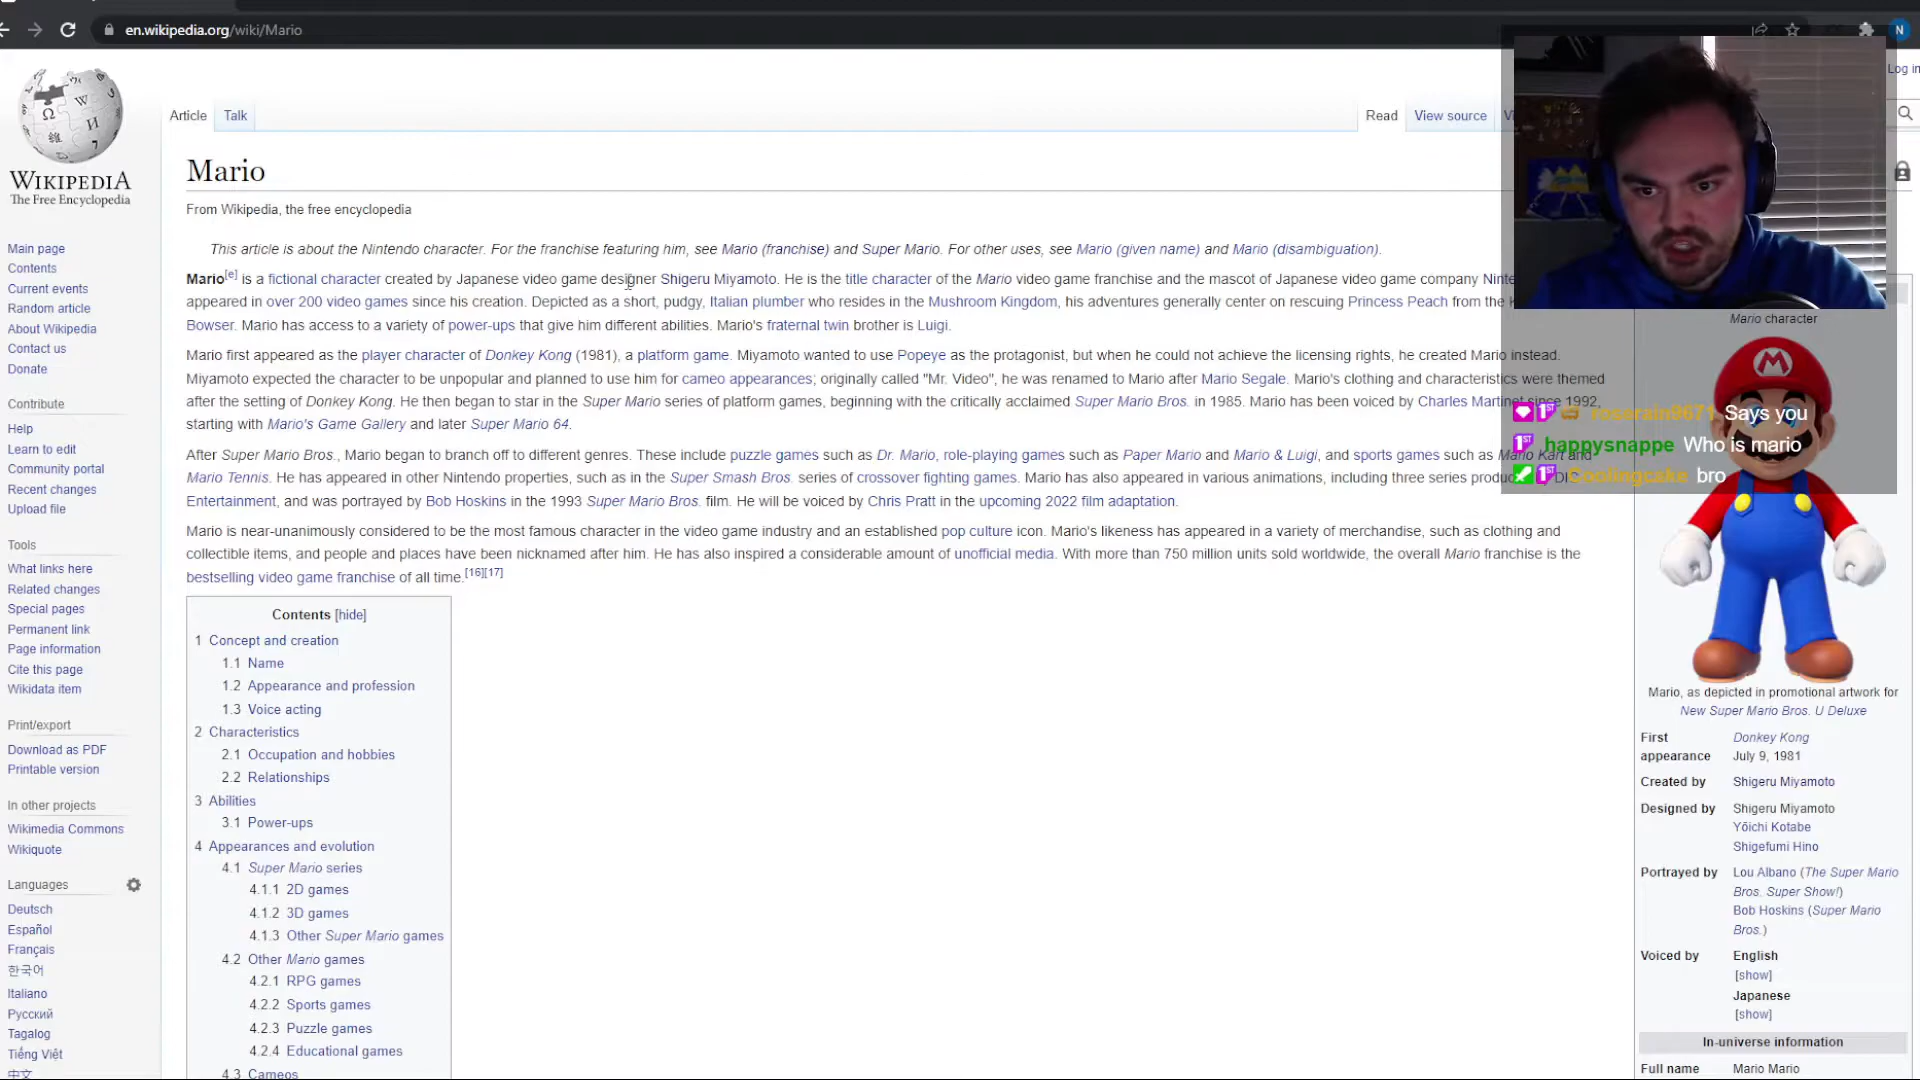 en.wikipedia.org/wiki/Mario
N
Log in
WIKIPEDIA
The Free Encyclopedia
Article
Talk
Read
View source
Mario
From Wikipedia, the free encyclopedia
This article is about the Nintendo character. For the franchise featuring him, see Mario (franchise) and Super Mario. For other uses, see Mario (given name) and Mario (disambiguation).
Mario[e] is a fictional character created by Japanese video game designer Shigeru Miyamoto. He is the title character of the Mario video game franchise and the mascot of Japanese video game company
appeared in over 200 video games since his creation. Depicted as a short, pudgy, Italian plumber who resides in the Mushroom Kingdom, his adventures generally center on rescuing Princess Peach from the
Bowser. Mario has access to a variety of power-ups that give him different abilities. Mario's fraternal twin brother is Luigi.
Mario first appeared as the player character of Donkey Kong (1981), a platform game. Miyamoto wanted to use Popeye as the protagonist, but when he could not achieve the licensing rights, he created Mario instead.
Miyamoto expected the character to be unpopular and planned to use him for cameo appearances; originally called "Mr. Video", he was renamed to Mario after Mario Segale. Mario's clothing and characteristics were themed
after the setting of Donkey Kong. He then began to star in the Super Mario series of platform games, beginning with the critically acclaimed Super Mario Bros. in 1985. Mario has been voiced by Charles Martinet since 1992,
starting with Mario's Game Gallery and later Super Mario 64.
After Super Mario Bros., Mario began to branch off to different genres. These include puzzle games such as Dr. Mario, role-playing games such as Paper Mario and Mario & Luigi, and sports games such as Mario Kart and
Mario Tennis. He has appeared in other Nintendo properties, such as in the Super Smash Bros. series of crossover fighting games. Mario has also appeared in various animations, including three series
Entertainment, and was portrayed by Bob Hoskins in the 1993 Super Mario Bros. film. He will be voiced by Chris Pratt in the upcoming 2022 film adaptation.
Mario is near-unanimously considered to be the most famous character in the video game industry and an established pop culture icon. Mario's likeness has appeared in a variety of merchandise, such as clothing and
collectible items, and people and places have been nicknamed after him. He has also inspired a considerable amount of unofficial media. With more than 750 million units sold worldwide, the overall Mario franchise is the
bestselling video game franchise of all time.[16][17]
Main page
Contents
Current events
Random article
About Wikipedia
Contact us
Donate
Contribute
Help
Learn to edit
Community portal
Recent changes
Upload file
Tools
What links here
Related changes
Special pages
Permanent link
Page information
Cite this page
Wikidata item
Print/export
Download as PDF
Printable version
In other projects
Wikimedia Commons
Wikiquote
Languages
Deutsch
Español
Français
한국어
Italiano
Русский
Tagalog
Tiếng Việt
中文
Contents [hide]
1 Concept and creation
1.1 Name
1.2 Appearance and profession
1.3 Voice acting
2 Characteristics
2.1 Occupation and hobbies
2.2 Relationships
3 Abilities
3.1 Power-ups
4 Appearances and evolution
4.1 Super Mario series
4.1.1 2D games
4.1.2 3D games
4.1.3 Other Super Mario games
4.2 Other Mario games
4.2.1 RPG games
4.2.2 Sports games
4.2.3 Puzzle games
4.2.4 Educational games
4.3 Cameos
Mario character
Says you
happysnappe Who is mario
Coolingcake bro
Mario, as depicted in promotional artwork for
New Super Mario Bros. U Deluxe
First appearance
Donkey Kong
July 9, 1981
Created by Shigeru Miyamoto
Designed by Shigeru Miyamoto
Yōichi Kotabe
Shigefumi Hino
Portrayed by Lou Albano (The Super Mario
Bros. Super Show!)
Bob Hoskins (Super Mario
Bros.)
Voiced by English
[show]
Japanese
[show]
In-universe information
Full name Mario Mario